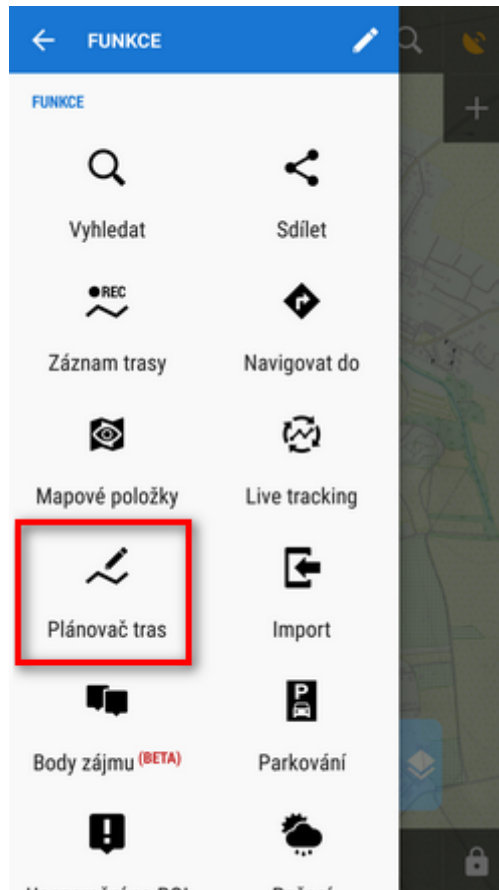 FUNKCE
FUNKCE
Vyhledat Sdílet
REC
Záznam trasy Navigovat do
Mapové položky Live tracking
Plánovač tras Import
P
Body zájmu (BETA) Parkování